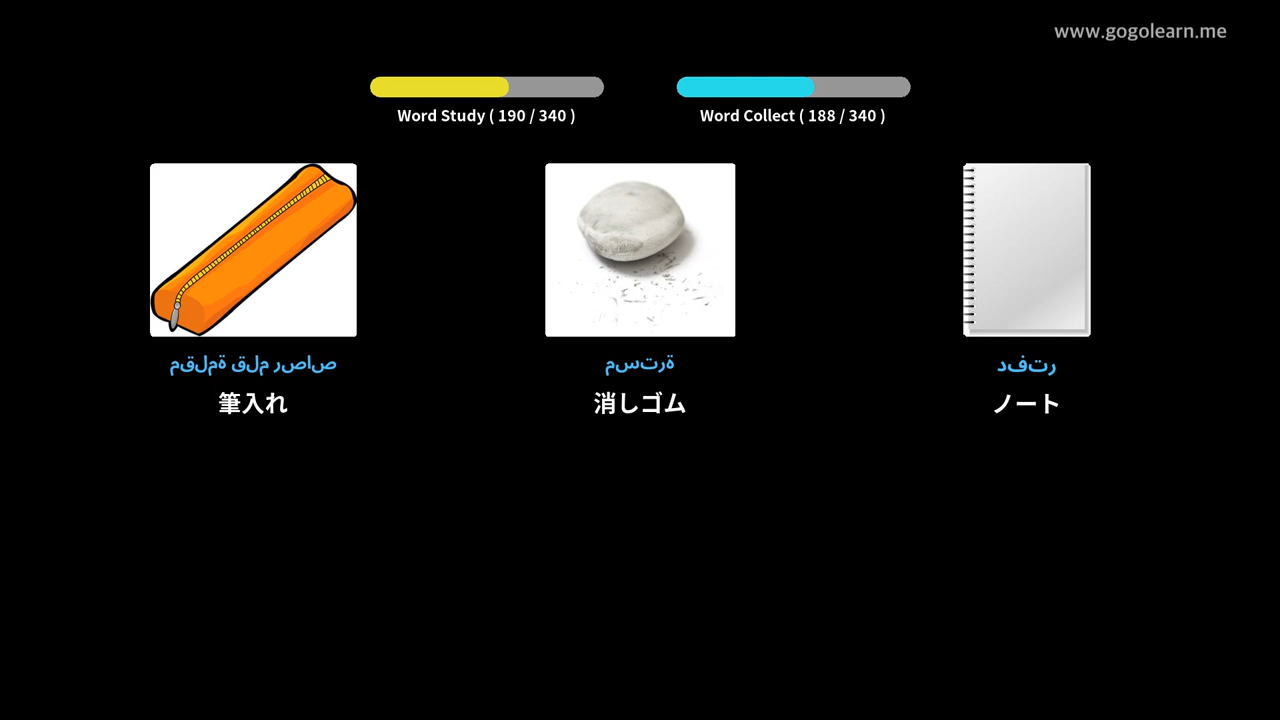 www.gogolearn.me
Word Study ( 190 / 340 )
Word Collect ( 188 / 340 )
مقلمة قلم رصاص
مسترة
دفتر
筆入れ
消しゴム
ノート